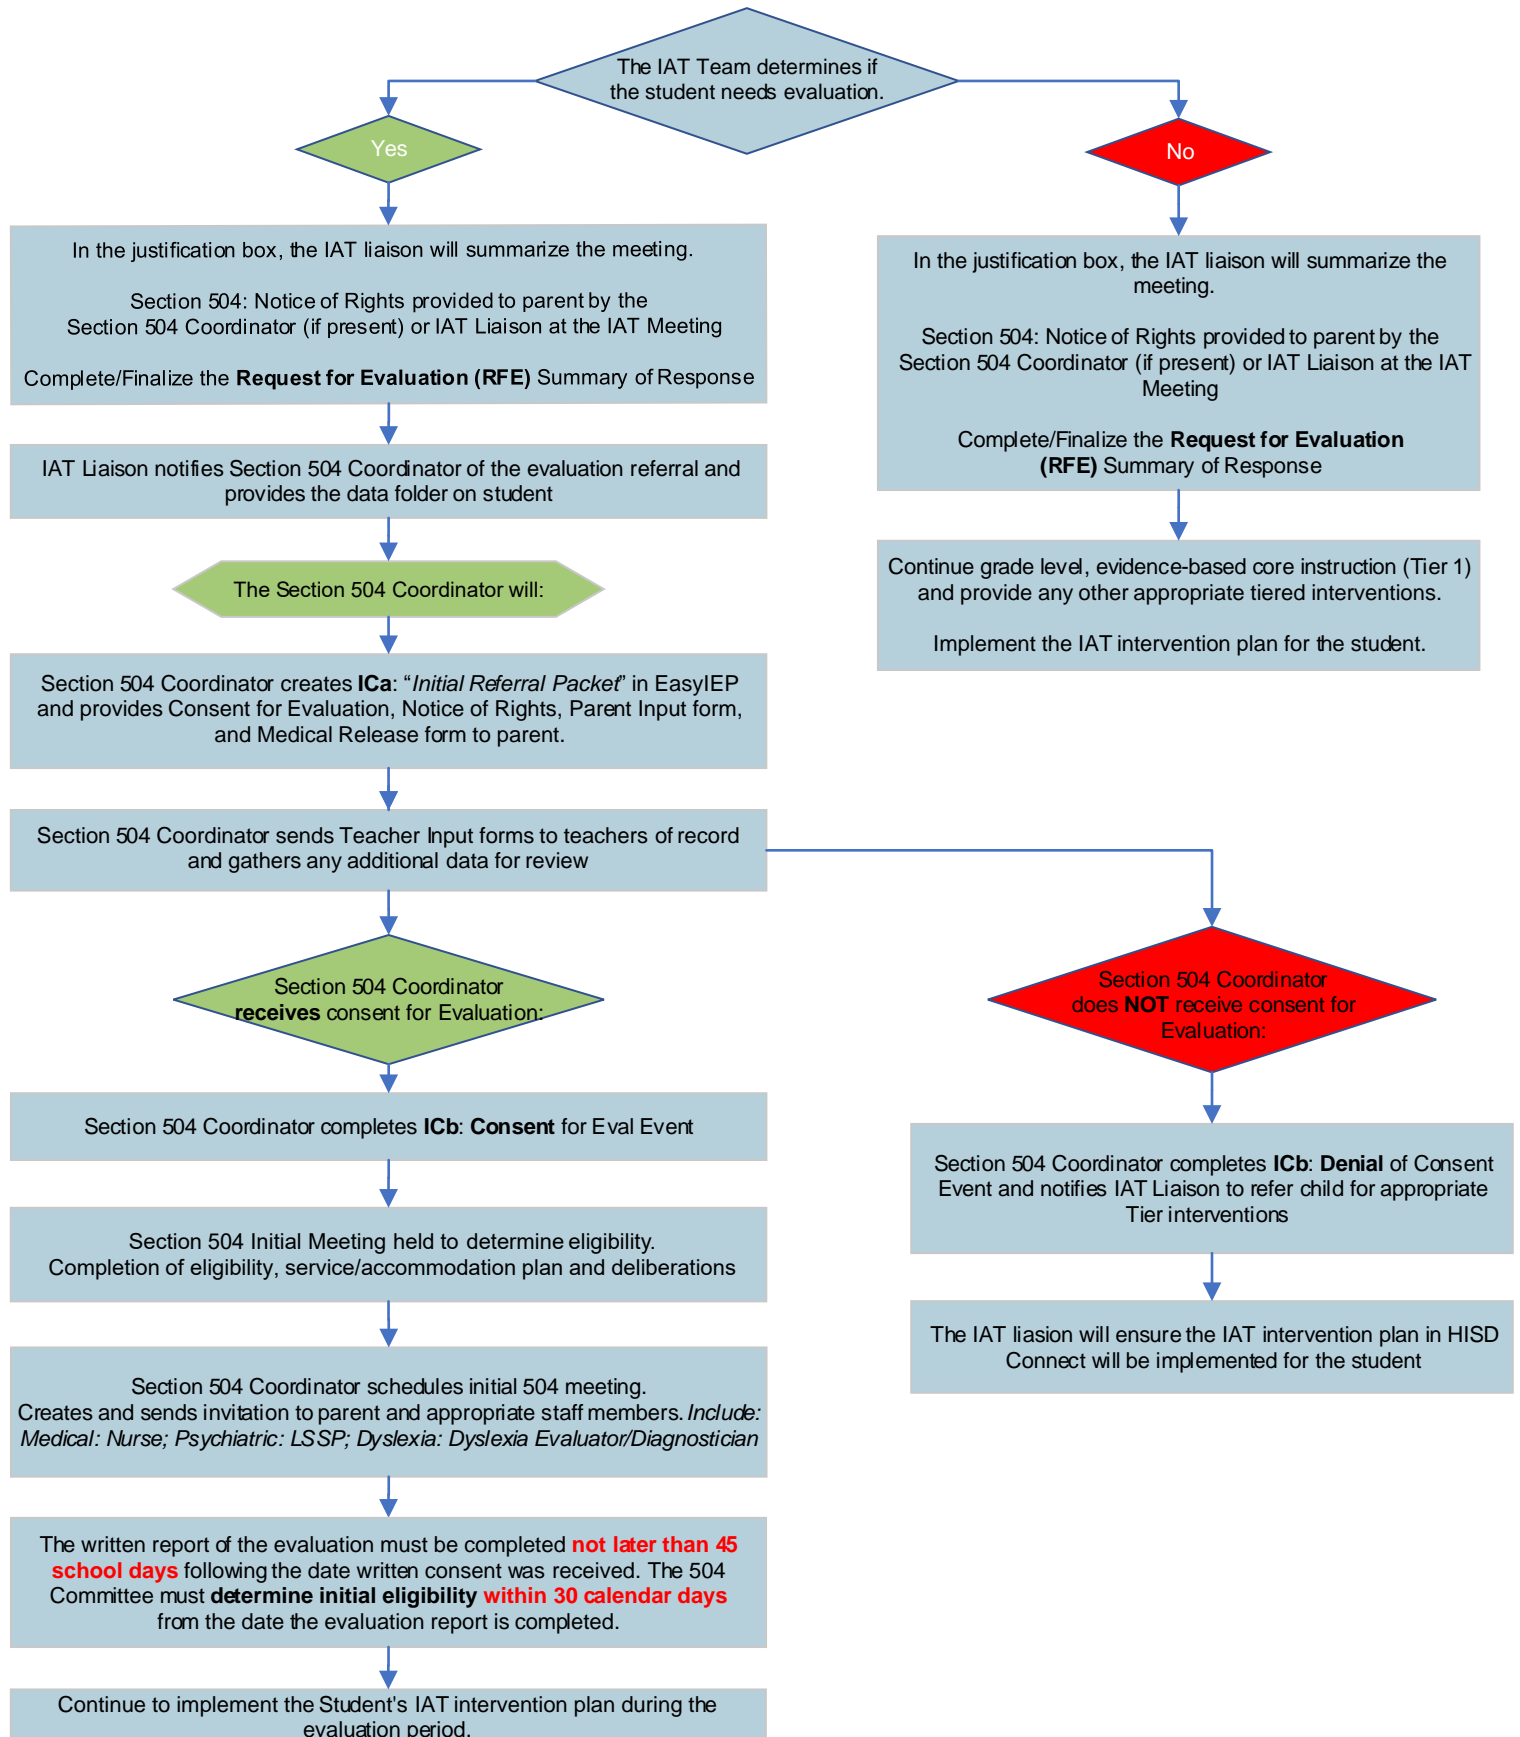 The IAT Team determines if
the student needs evaluation.
Yes
No
In the justification box, the IAT liaison will summarize the meeting.
Section 504: Notice of Rights provided to parent by the
Section 504 Coordinator (if present) or IAT Liaison at the IAT Meeting
Complete/Finalize the Request for Evaluation (RFE) Summary of Response
In the justification box, the IAT liaison will summarize the
meeting.
Section 504: Notice of Rights provided to parent by the
Section 504 Coordinator (if present) or IAT Liaison at the IAT
Meeting
Complete/Finalize the Request for Evaluation
(RFE) Summary of Response
IAT Liaison notifies Section 504 Coordinator of the evaluation referral and
provides the data folder on student
Continue grade level, evidence-based core instruction (Tier 1)
and provide any other appropriate tiered interventions.
Implement the IAT intervention plan for the student.
The Section 504 Coordinator will:
Section 504 Coordinator creates ICa: “Initial Referral Packet” in EasyIEP
and provides Consent for Evaluation, Notice of Rights, Parent Input form,
and Medical Release form to parent.
Section 504 Coordinator sends Teacher Input forms to teachers of record
and gathers any additional data for review
Section 504 Coordinator
receives consent for Evaluation:
Section 504 Coordinator
does NOT receive consent for
Evaluation:
Section 504 Coordinator completes ICb: Consent for Eval Event
Section 504 Coordinator completes ICb: Denial of Consent
Event and notifies IAT Liaison to refer child for appropriate
Tier interventions
Section 504 Initial Meeting held to determine eligibility.
Completion of eligibility, service/accommodation plan and deliberations
The IAT liasion will ensure the IAT intervention plan in HISD
Connect will be implemented for the student
Section 504 Coordinator schedules initial 504 meeting.
Creates and sends invitation to parent and appropriate staff members. Include:
Medical: Nurse; Psychiatric: LSSP; Dyslexia: Dyslexia Evaluator/Diagnostician
The written report of the evaluation must be completed not later than 45
school days following the date written consent was received. The 504
Committee must determine initial eligibility within 30 calendar days
from the date the evaluation report is completed.
Continue to implement the Student's IAT intervention plan during the
evaluation period.